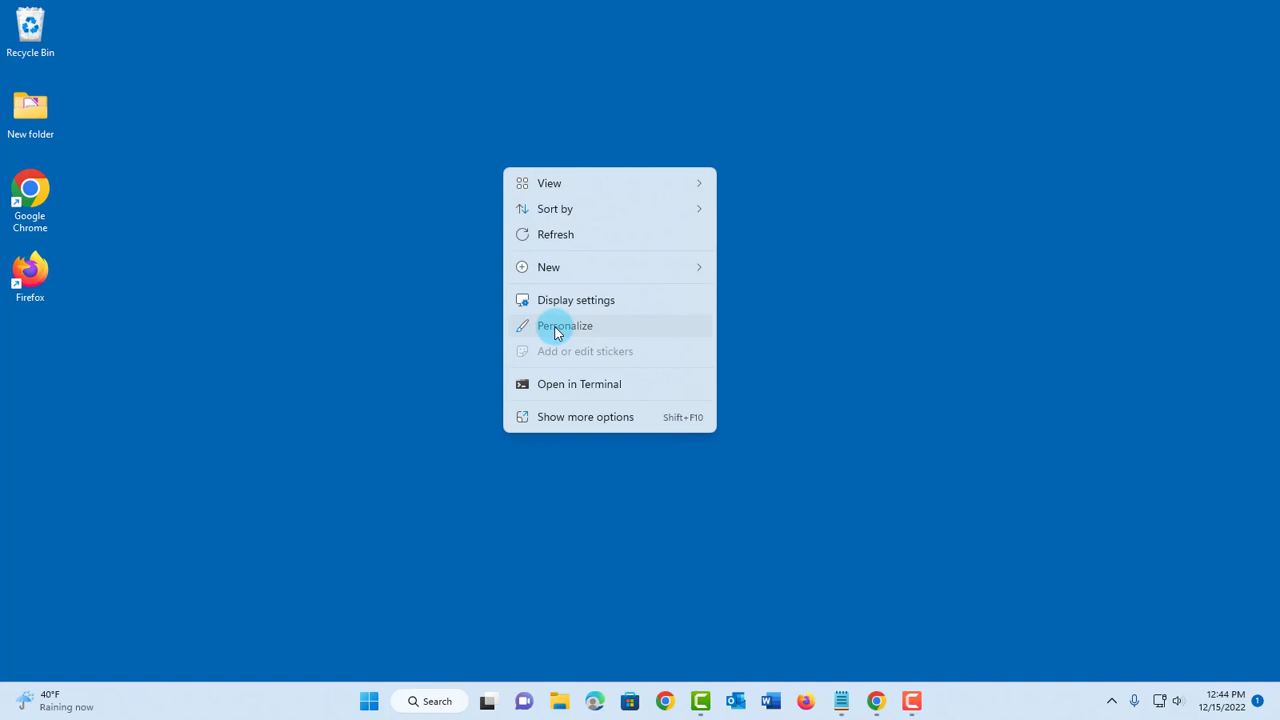 Recycle Bin
New folder
Google
Chrome
Firefox
View
Sort by
Refresh
New
Display settings
Personalize
Add or edit stickers
Open in Terminal
Show more options Shift+F10
40°F
Raining now
Search
12:44 PM
12/15/2022
1